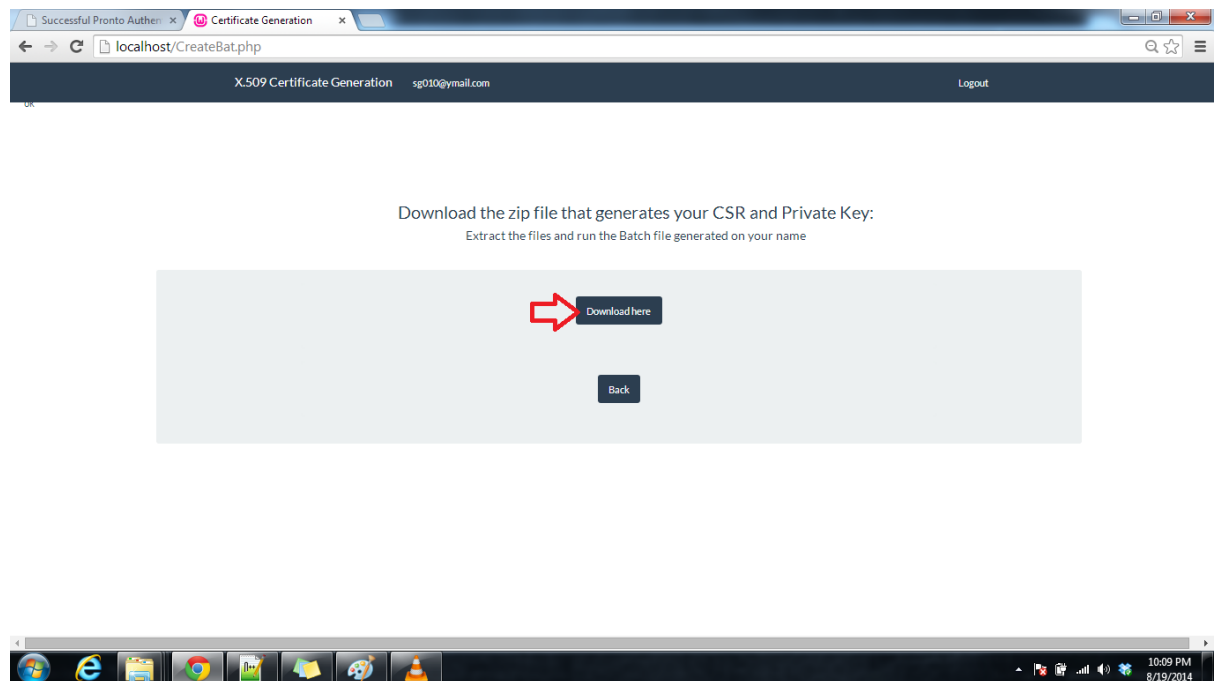 Successful Pronto Authen
Certificate Generation
localhost/CreateBat.php
X.509 Certificate Generation sg010@ymail.com Logout
OK
Download the zip file that generates your CSR and Private Key:
Extract the files and run the Batch file generated on your name
Download here
Back
10:09 PM
8/19/2014